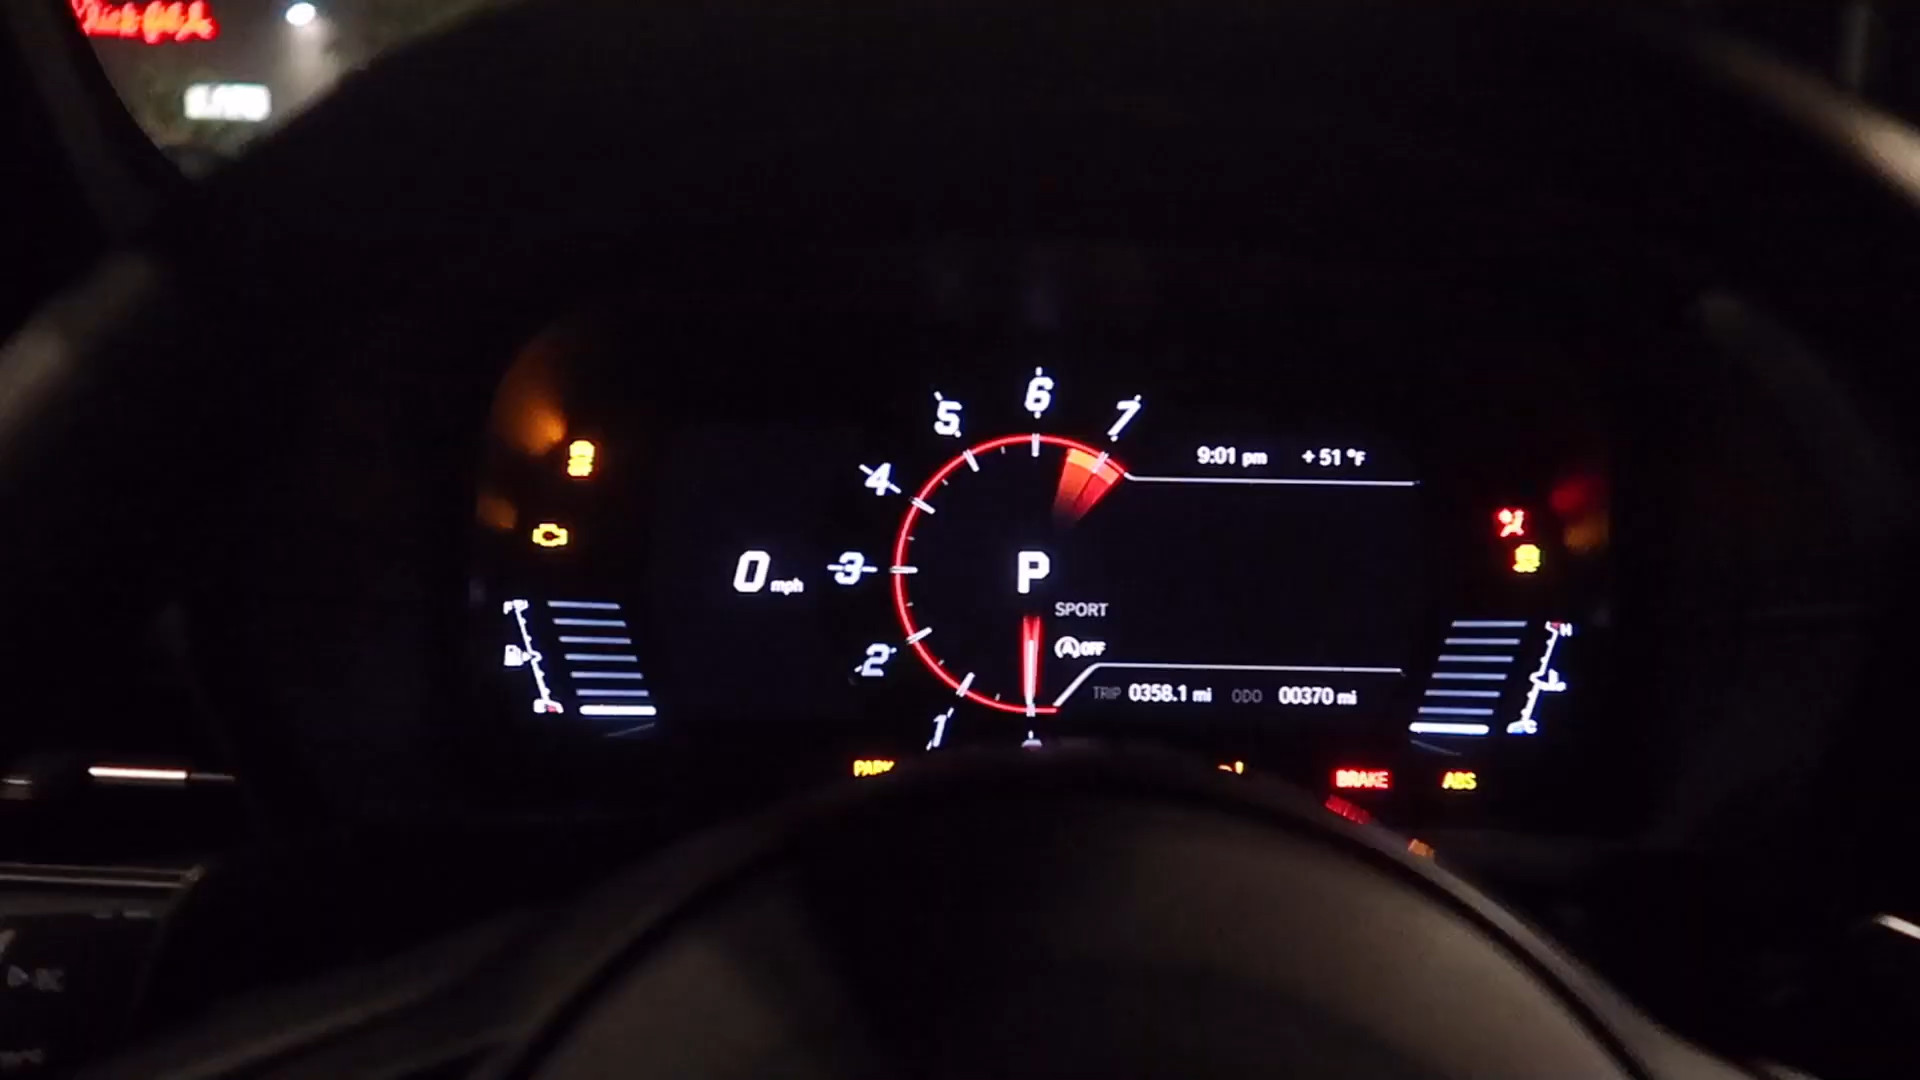 6
5
7
9:01 pm +51 °F
4
0 mph
3
P
SPORT
A OFF
2
F
H
E
C
TRIP 0358.1 mi ODO 00370 mi
1
PARK
BRAKE
ABS